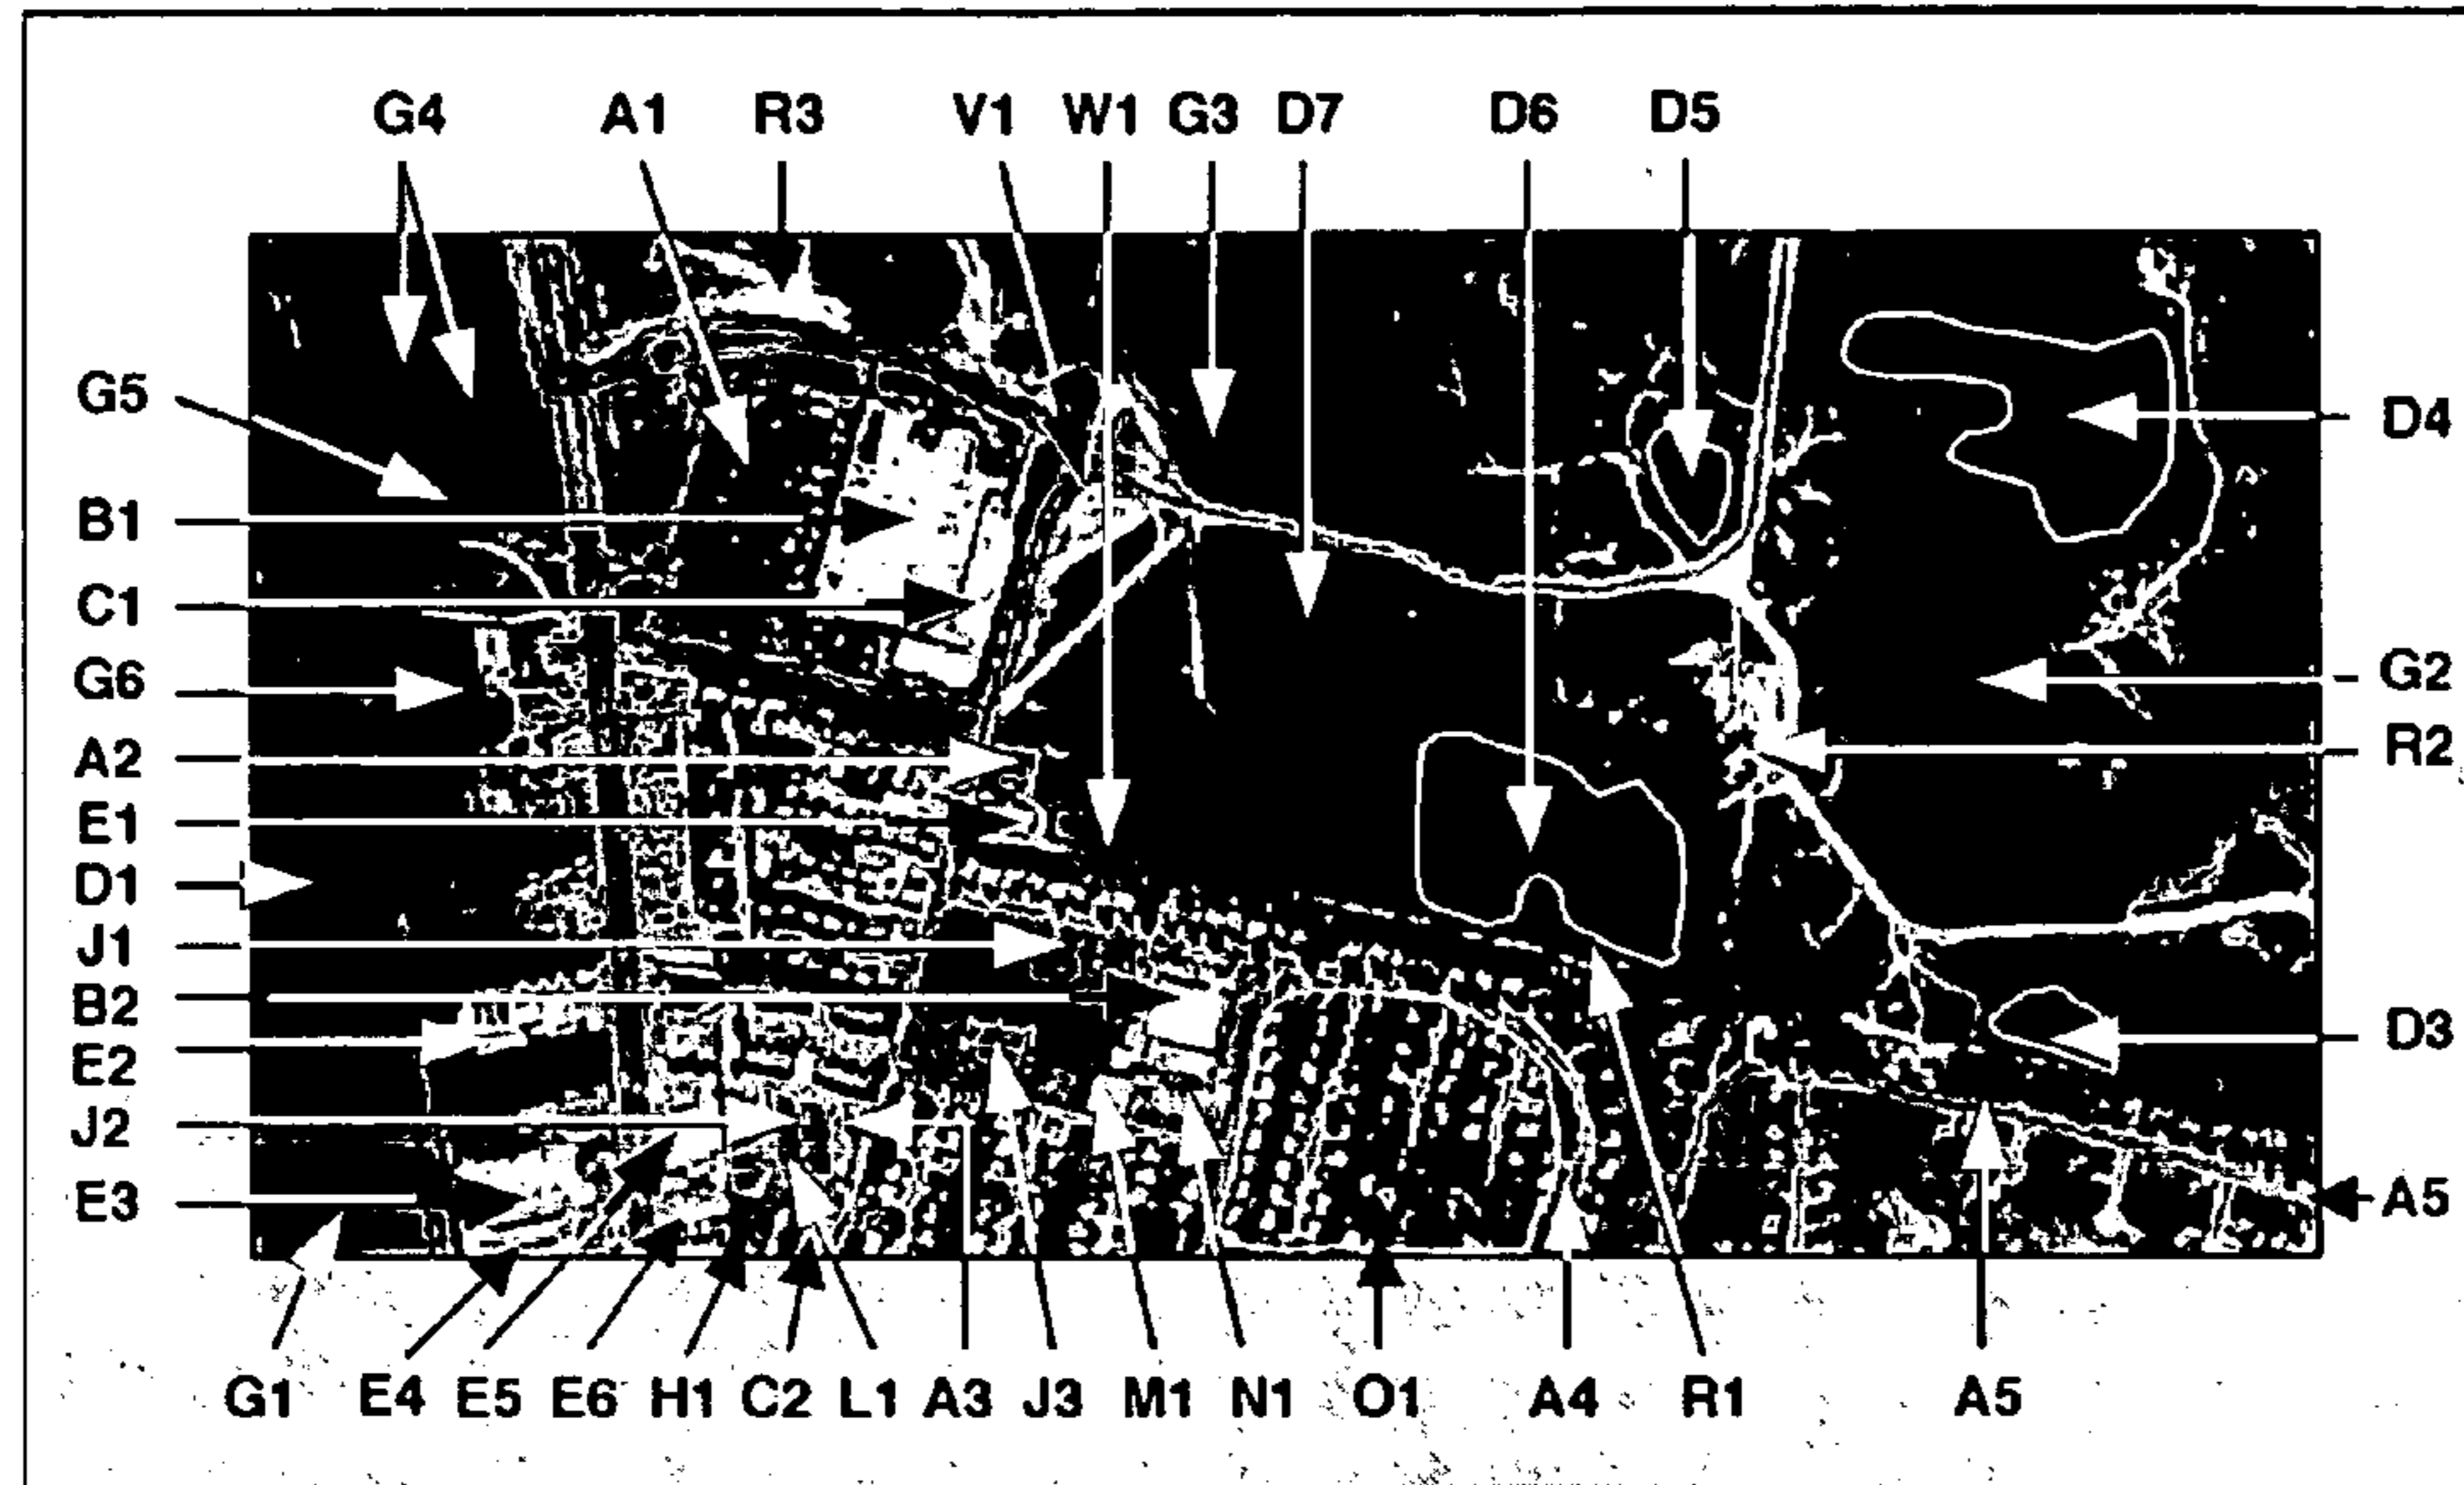 G4 A1 R3 V1 W1 G3 D7 D6 D5
G5
D4
B1
C1
G6
G2
A2
R2
E1
D1
J1
B2
D3
E2
J2
A5
E3
G1 E4 E5 E6 H1 C2 L1 A3 J3 M1 N1 O1 A4 R1 A5